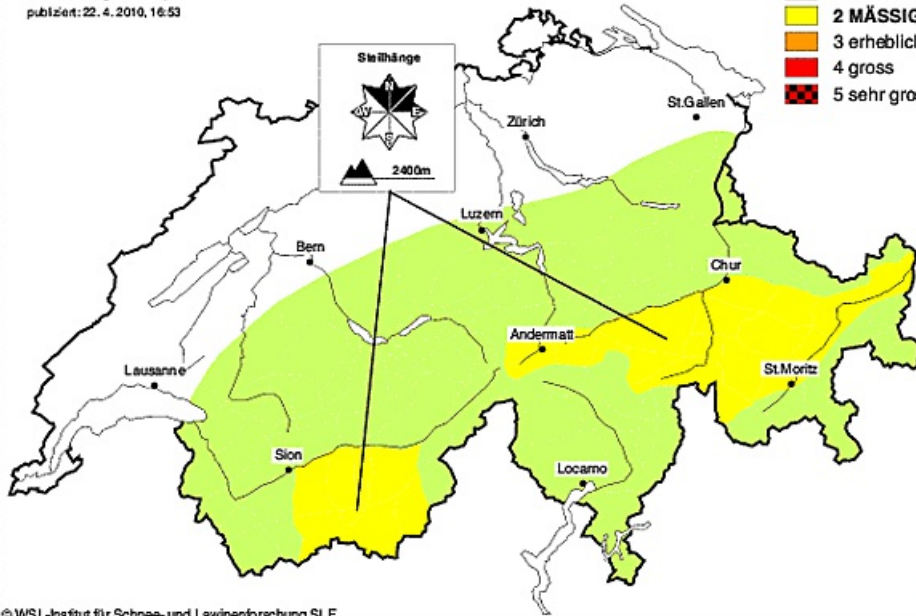 publiziert: 22. 4. 2010, 16:53
2 MÄSSIG
3 erheblich
4 gross
5 sehr gros
Steilhänge
N
W
E
S
2400m
St.Gallen
Zürich
Luzern
Bern
Chur
Andermatt
Lausanne
St.Moritz
Sion
Locarno
© WSL-Institut für Schnee- und Lawinenforschung SLF